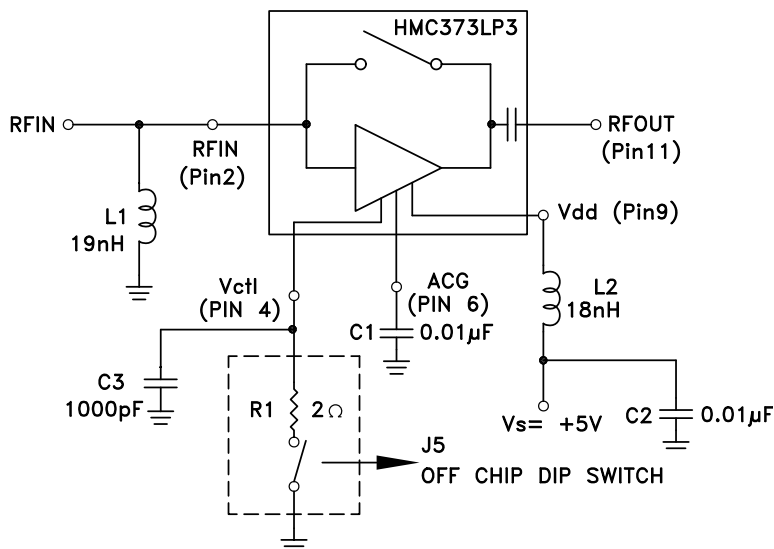 HMC373LP3
RFIN
RFIN
(Pin2)
RFOUT
(Pin11)
L1
19nH
Vdd (Pin9)
Vctl
(PIN 4)
ACG
(PIN 6)
L2
18nH
C1
0.01µF
C3
1000pF
R1
2Ω
Vs= +5V
C2
0.01µF
J5
OFF CHIP DIP SWITCH